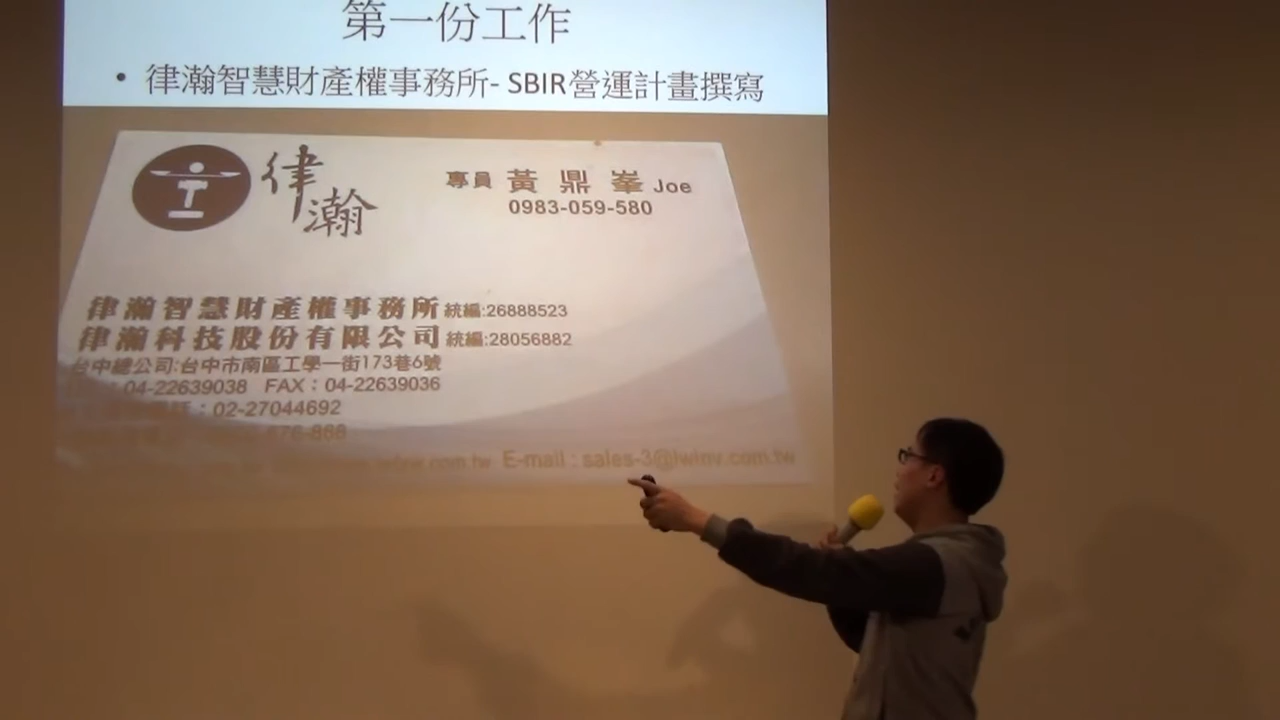 第一份工作
• 律瀚智慧財產權事務所- SBIR營運計畫撰寫
律瀚
專員 黃鼎峯 Joe
0983-059-580
律瀚智慧財產權事務所 統編:26888523
律瀚科技股份有限公司 統編:28056882
台中總公司:台中市南區工學一街173巷6號
04-22639038 FAX:04-22639036
02-27044692
E-mail : sales-3@lwinv.com.tw